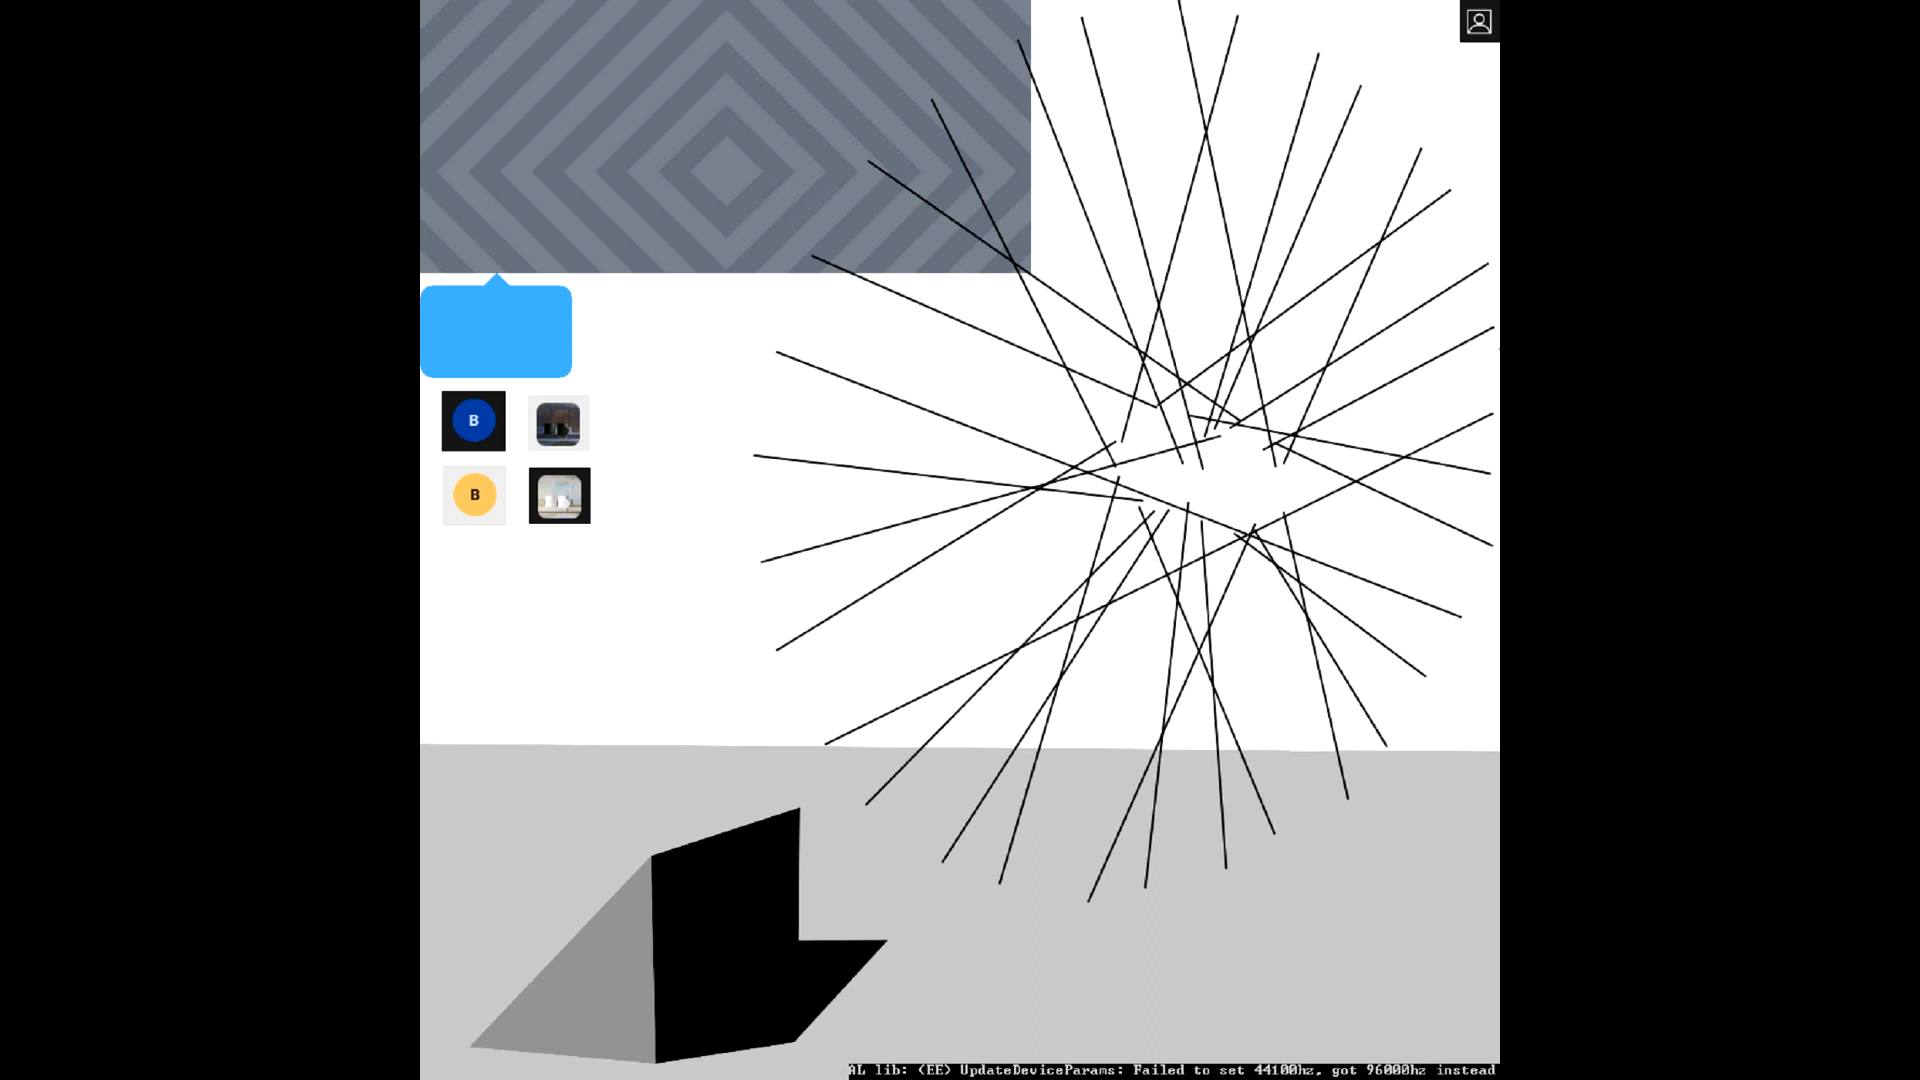 B
B
AL lib: (EE) UpdateDeviceParams: Failed to set 44100hz, got 96000hz instead